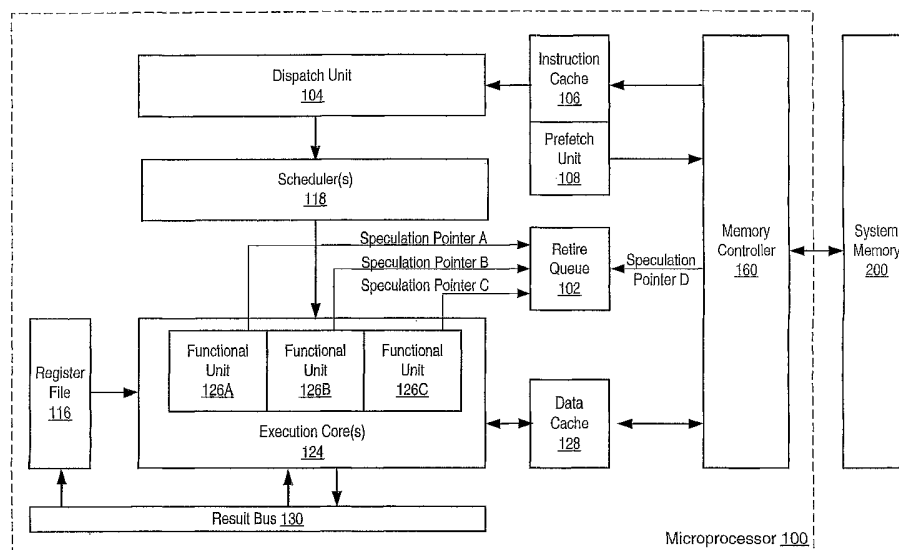 Dispatch Unit
104
Instruction
Cache
106
Prefetch
Unit
108
Scheduler(s)
118
Memory
Controller
160
System
Memory
200
Speculation Pointer A
Speculation Pointer B
Speculation Pointer C
Retire
Queue
102
Speculation
Pointer D
Register
File
116
Functional
Unit
126A
Functional
Unit
126B
Functional
Unit
126C
Execution Core(s)
124
Data
Cache
128
Result Bus 130
Microprocessor 100